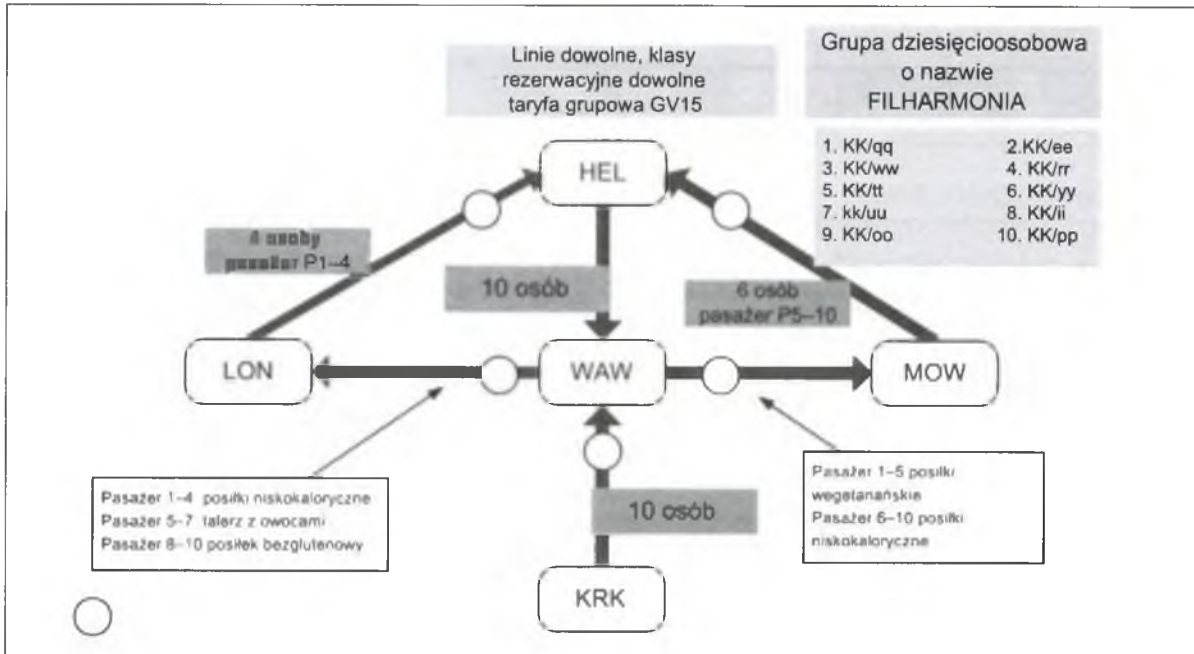 Linie dowolne, klasy
rezerwacyjne dowolne
taryfa grupowa GV15
Grupa dziesięcioosobowa
o nazwie
FILHARMONIA
1. KK/qq 2.KK/ee
3. KK/ww 4. KK/rr
5. KK/tt 6. KK/yy
7. kk/uu 8. KK/ii
9. KK/oo 10. KK/pp
HEL
4 osoby
pasażer P1–4
10 osób
6 osób
pasażer P5–10
LON
WAW
MOW
Pasażer 1–4 posiłki niskokaloryczne
Pasażer 5–7 talerz z owocami
Pasażer 8–10 posiłek bezglutenowy
10 osób
Pasażer 1–5 posiłki
wegetanańskie
Pasażer 6–10 posiłki
niskokaloryczne
KRK